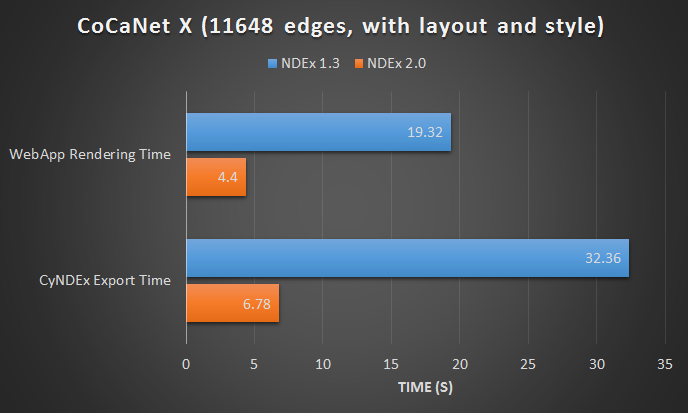 CoCaNet X (11648 edges, with layout and style)
NDEx 1.3 NDEx 2.0
WebApp Rendering Time 19.32
4.4
CyNDEx Export Time 32.36
6.78
0 5 10 15 20 25 30 35
TIME (S)